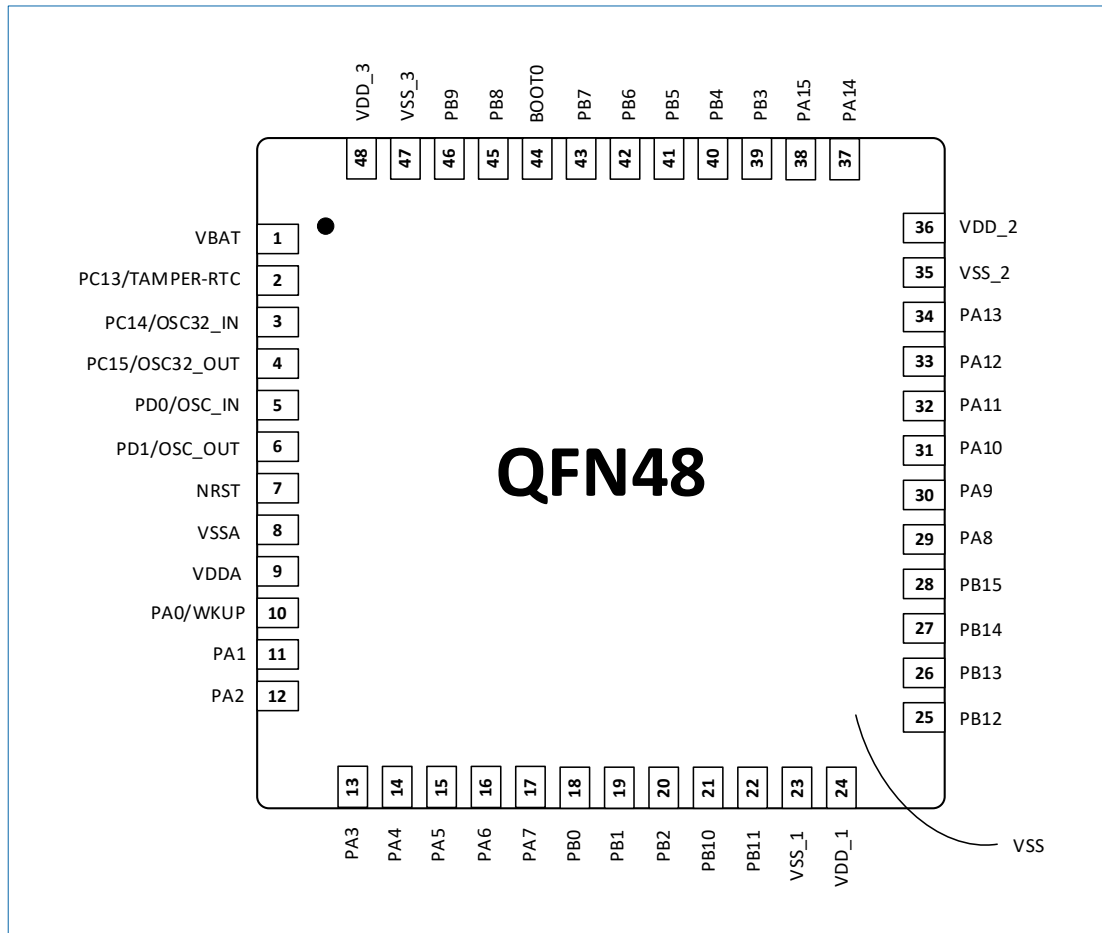 VDD_3
VSS_3
PB9
PB8
BOOT0
PB7
PB6
PB5
PB4
PB3
PA15
PA14
48
47
46
45
44
43
42
41
40
39
38
37
VBAT 1
PC13/TAMPER-RTC 2
PC14/OSC32_IN 3
PC15/OSC32_OUT 4
PD0/OSC_IN 5
PD1/OSC_OUT 6
NRST 7
VSSA 8
VDDA 9
PA0/WKUP 10
PA1 11
PA2 12
QFN48
36 VDD_2
35 VSS_2
34 PA13
33 PA12
32 PA11
31 PA10
30 PA9
29 PA8
28 PB15
27 PB14
26 PB13
25 PB12
13
14
15
16
17
18
19
20
21
22
23
24
PA3
PA4
PA5
PA6
PA7
PB0
PB1
PB2
PB10
PB11
VSS_1
VDD_1
VSS